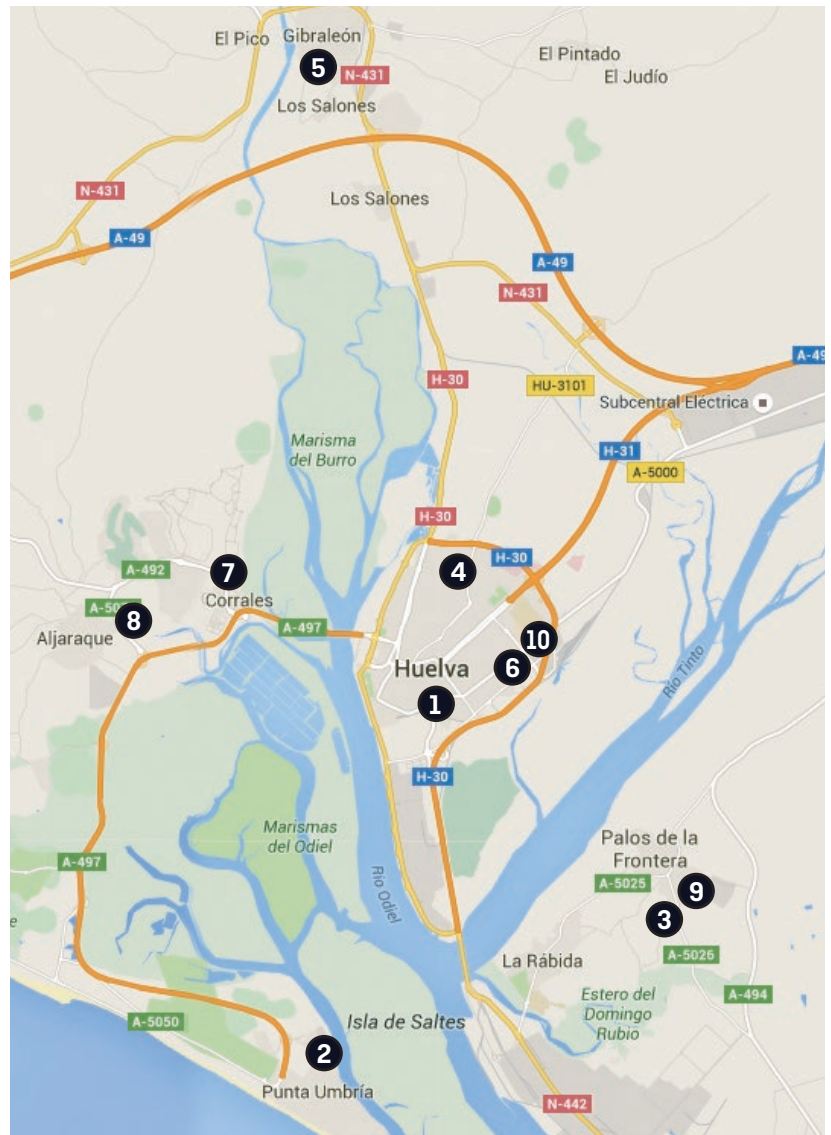 El Pico
Gibraleón
5
N-431
El Pintado
El Judío
Los Salones
N-431
Los Salones
A-49
A-49
N-431
A-49
H-30
HU-3101
Subcentral Eléctrica
Marisma
del Burro
H-31
A-5000
H-30
H-30
A-492
7
4
Corrales
8
Aljaraque
A-497
10
Huelva
6
1
Río Tinto
H-30
Marismas
del Odiel
Palos de la
Frontera
A-497
Río Odiel
A-5025
9
3
e
La Rábida
A-5026
Estero del
Domingo
Rubio
A-494
A-5050
Isla de Saltes
2
Punta Umbría
N-442